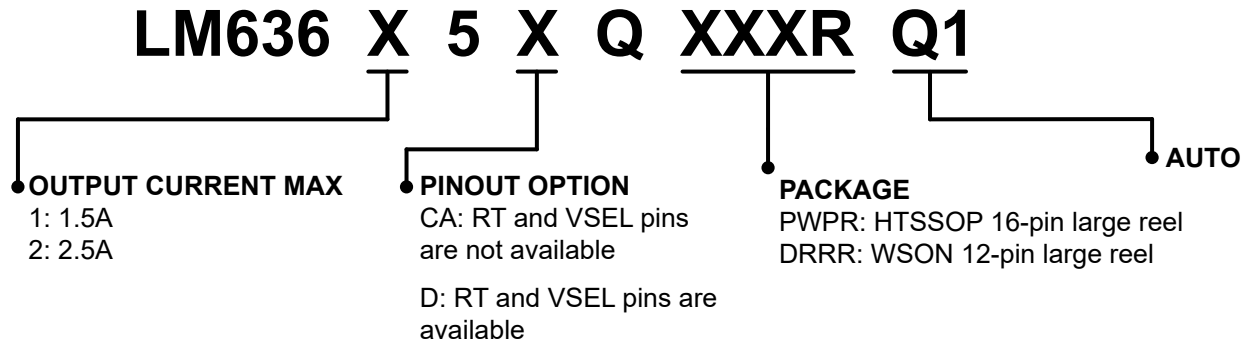 LM636 X 5 X Q XXXR Q1
OUTPUT CURRENT MAX
1: 1.5A
2: 2.5A
PINOUT OPTION
CA: RT and VSEL pins
are not available
D: RT and VSEL pins are
available
PACKAGE
PWPR: HTSSOP 16-pin large reel
DRRR: WSON 12-pin large reel
AUTO